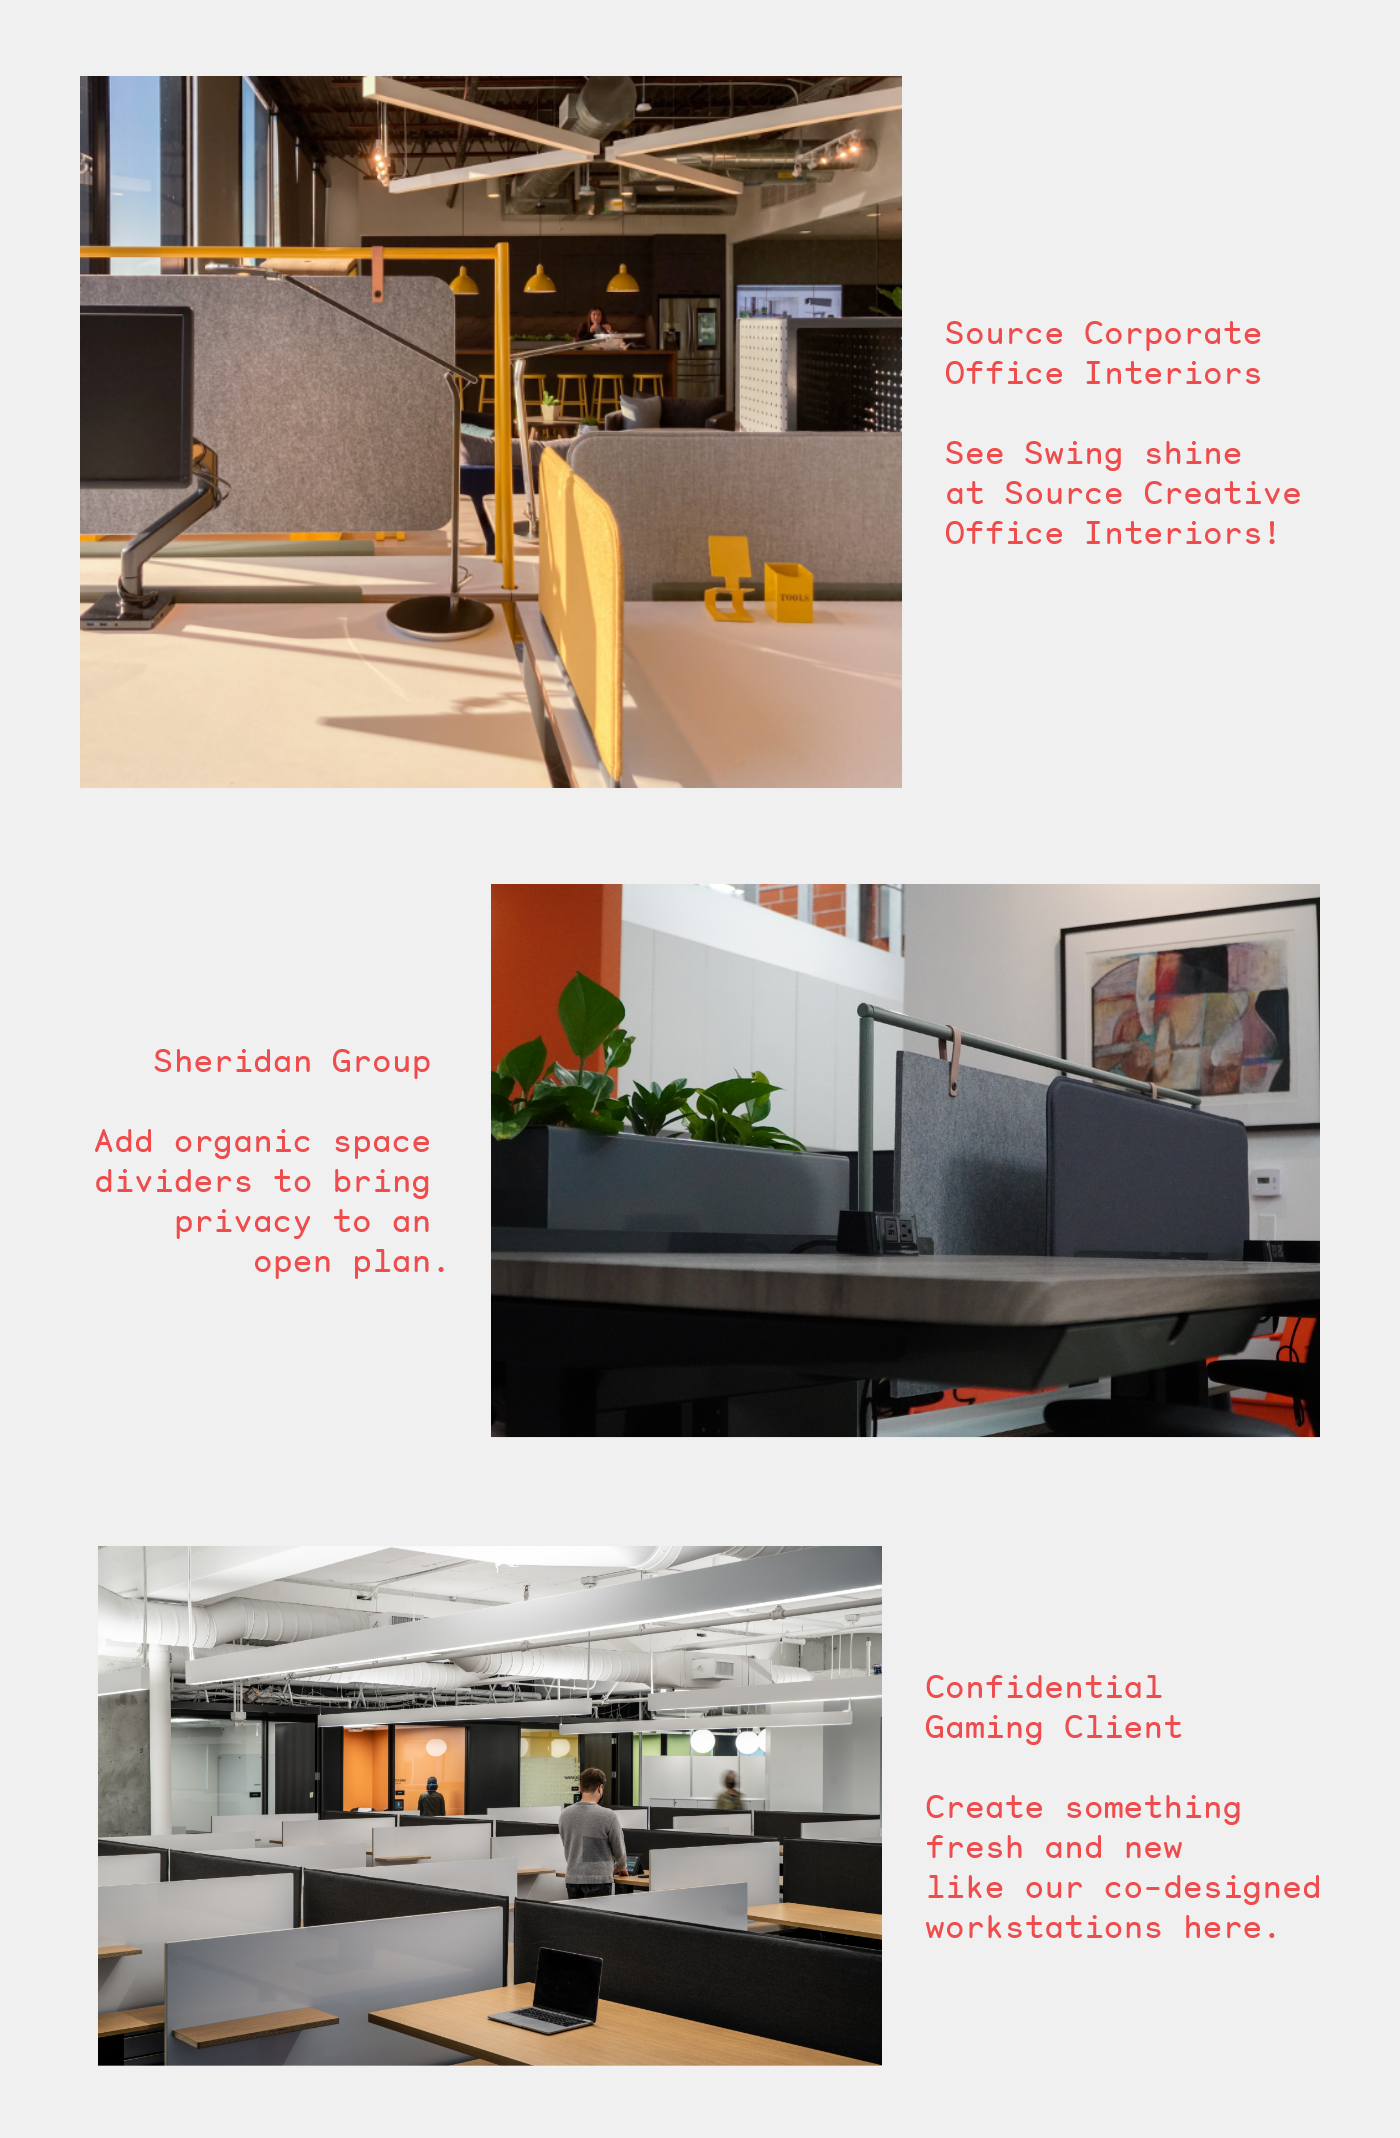 Source Corporate
Office Interiors
See Swing shine
at Source Creative
Office Interiors!
TOOLS
Sheridan Group
Add organic space
dividers to bring
privacy to an
open plan.
Confidential
Gaming Client
Create something
fresh and new
like our co-designed
workstations here.